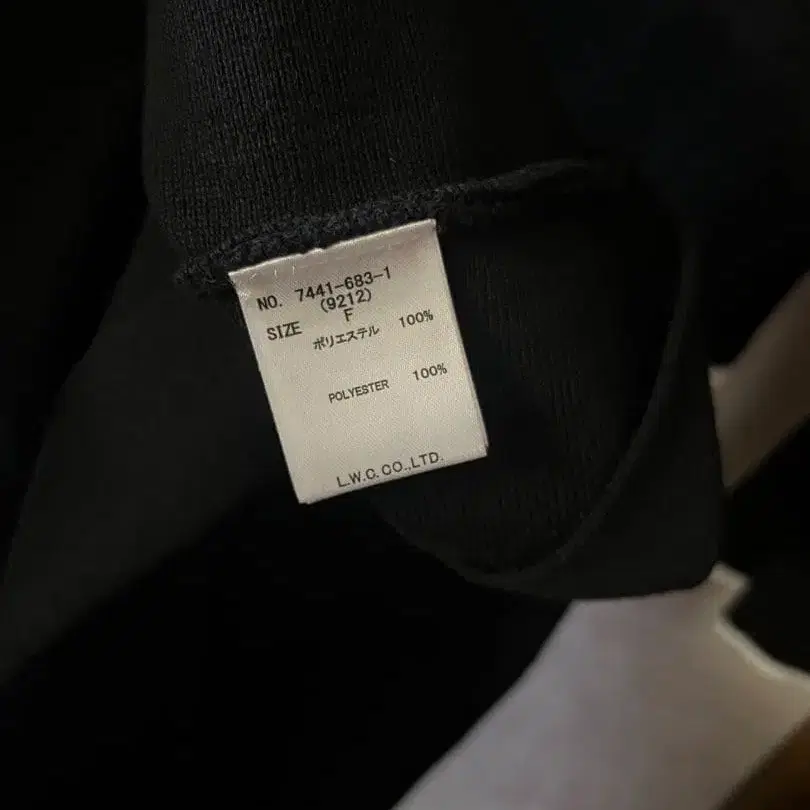 NO. 7441-683-1
(9212)
SIZE F
ポリエステル 100%
POLYESTER 100%
L.W.C.CO.,LTD.